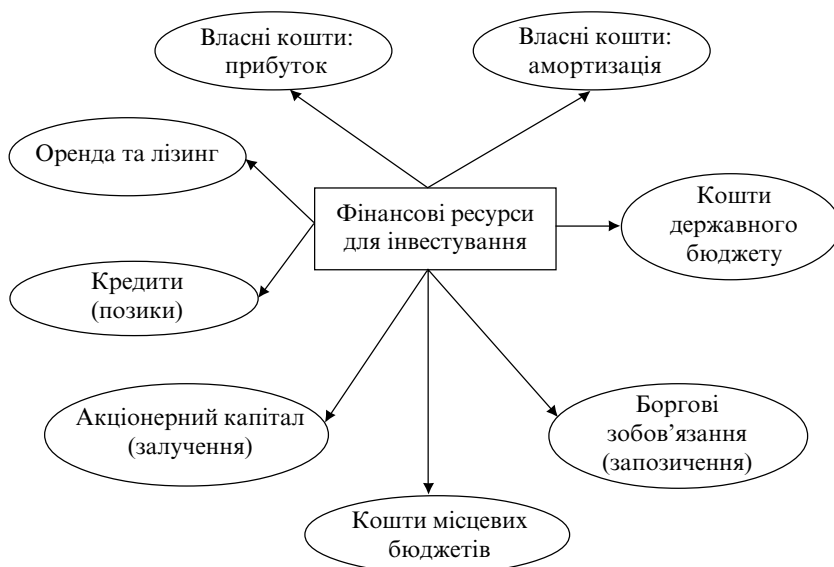 Власні кошти:
прибуток
Власні кошти:
амортизація
Оренда та лізинг
Фінансові ресурси
для інвестування
Кошти
державного
бюджету
Кредити
(позики)
Акціонерний капітал
(залучення)
Боргові
зобов’язання
(запозичення)
Кошти місцевих
бюджетів